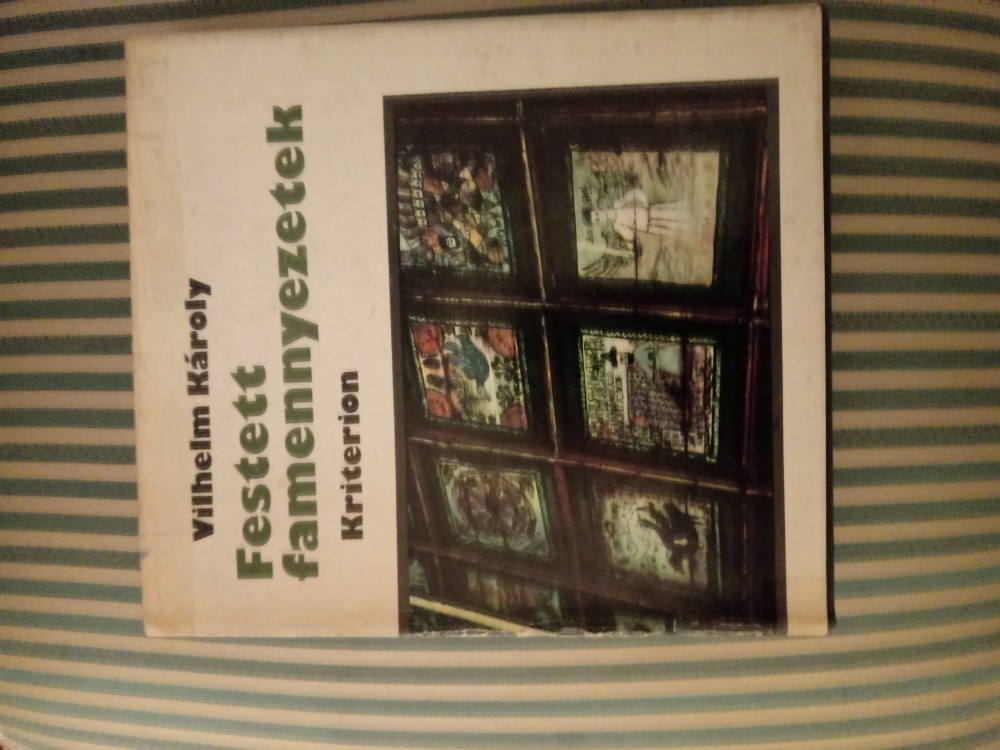 Vilhelm Károly
Festett
famennyezetek
Kriterion